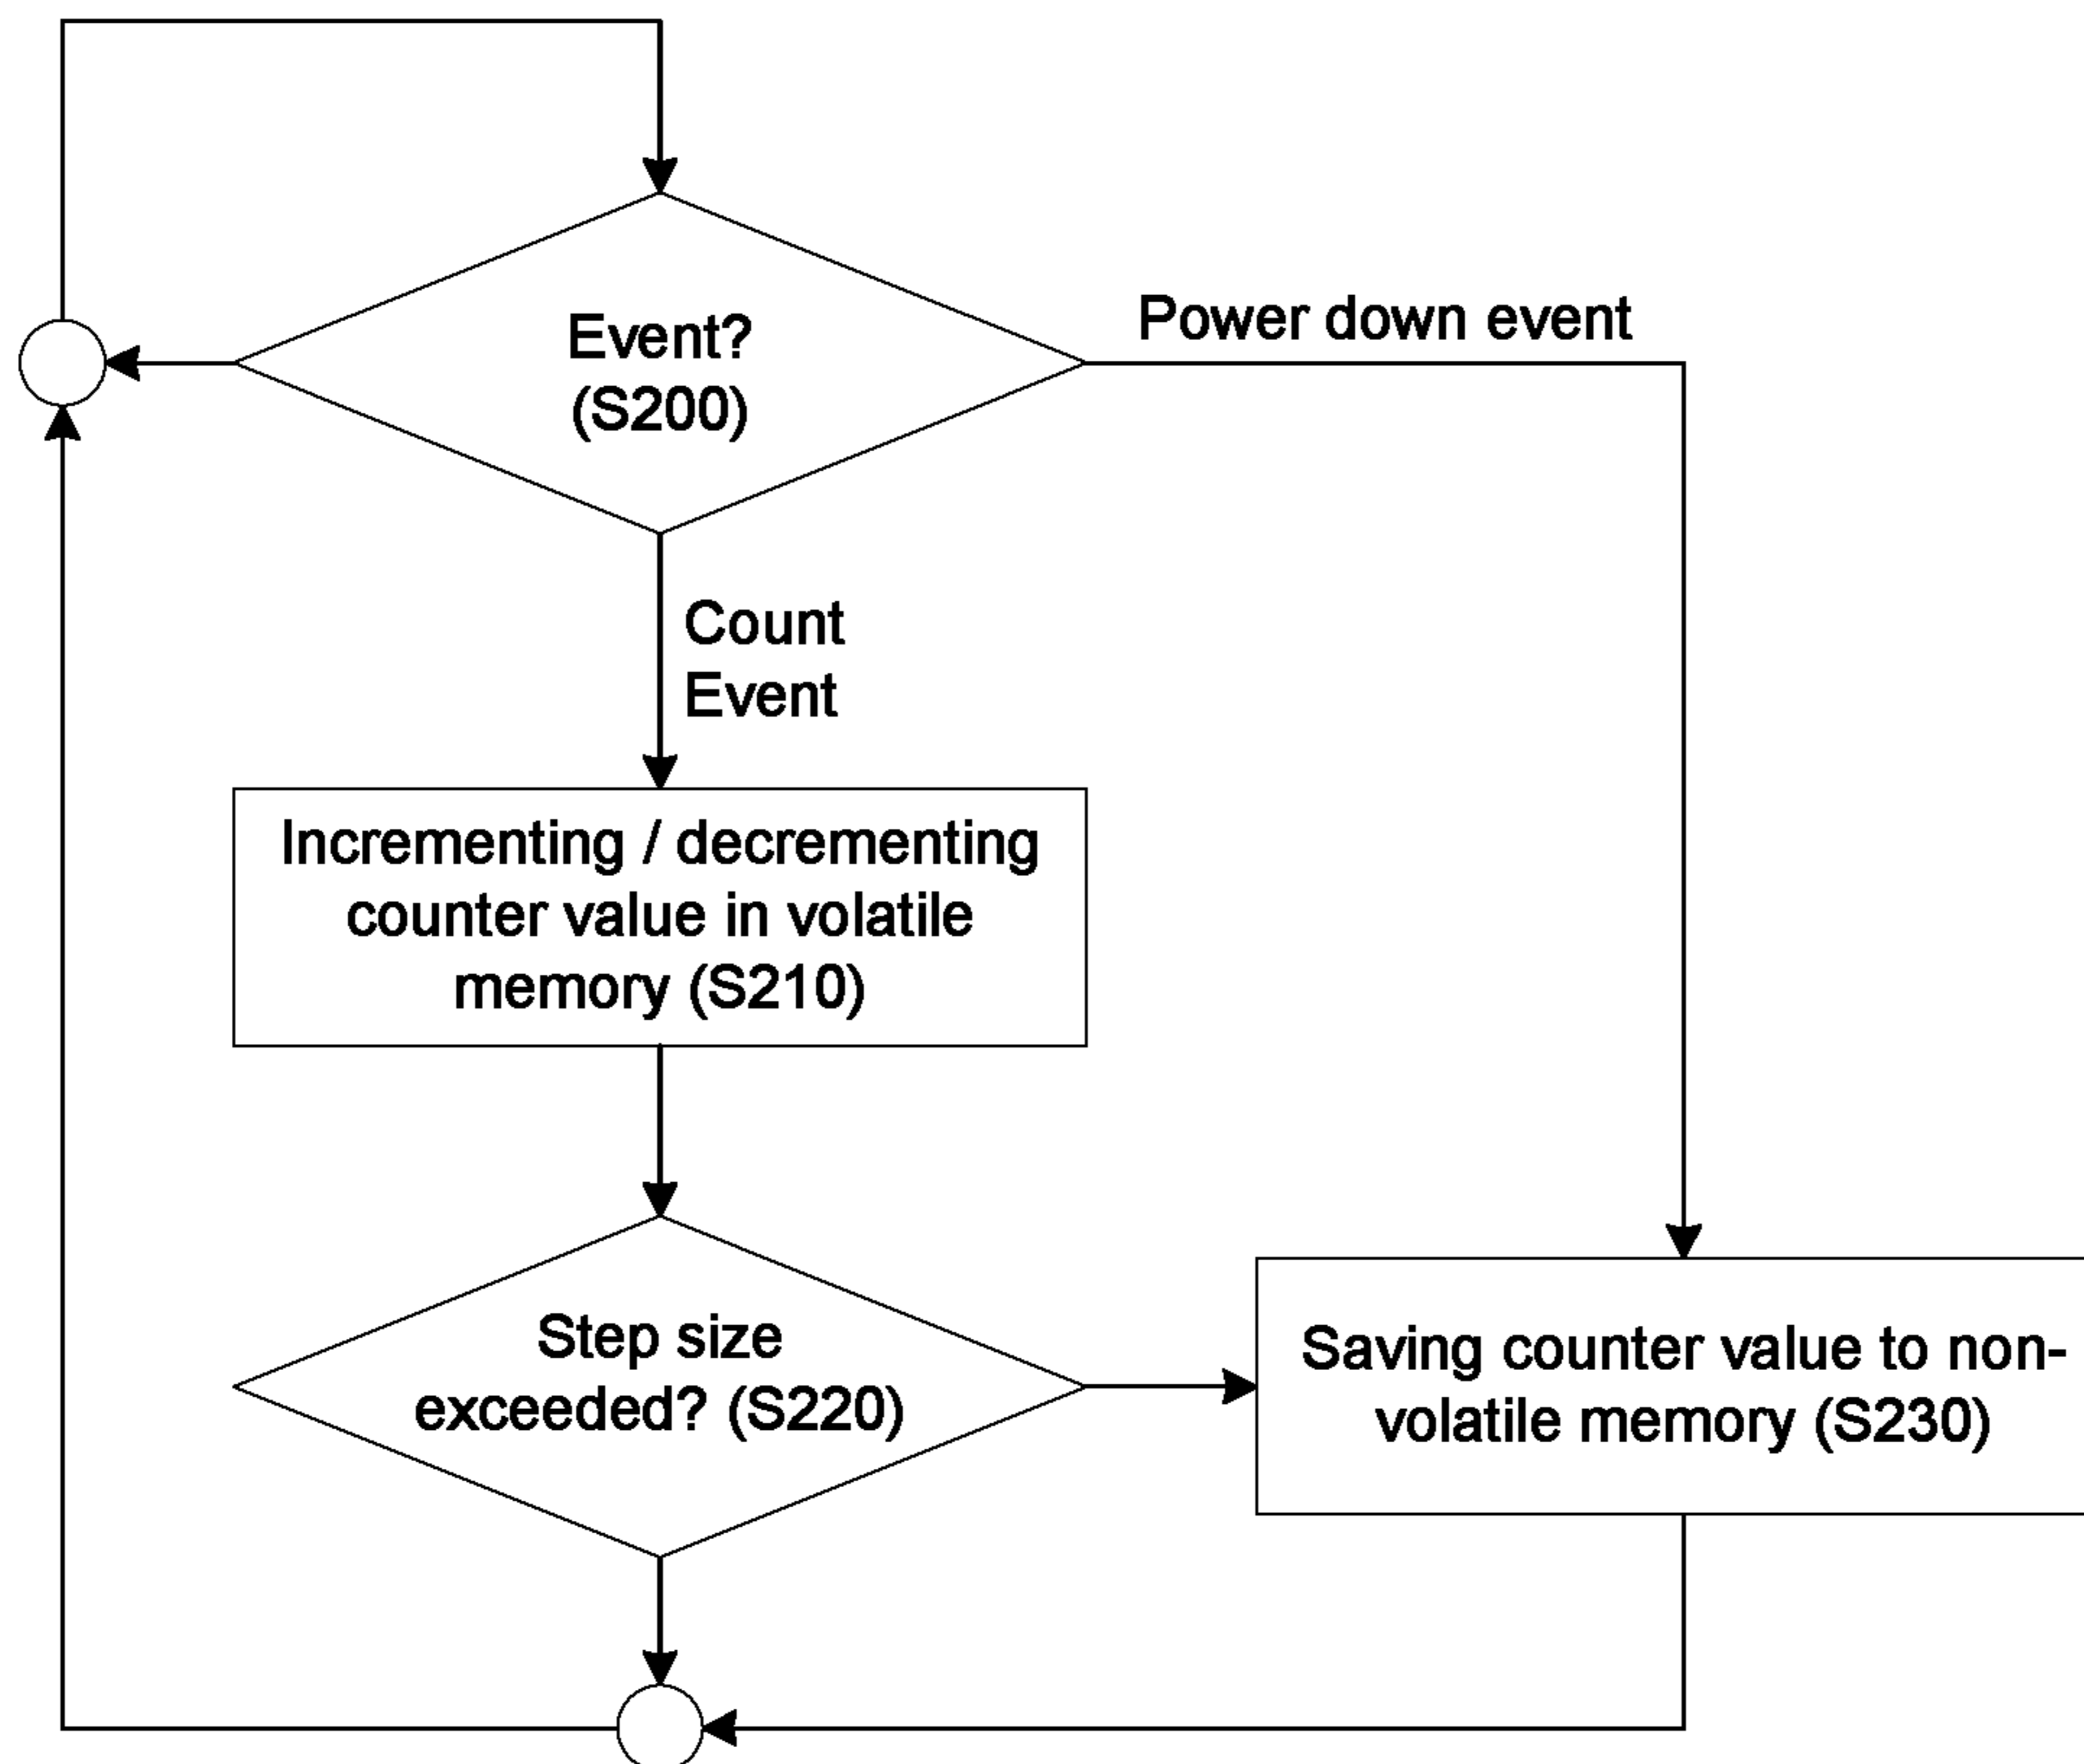 Event?
(S200)
Power down event
Count
Event
Incrementing / decrementing
counter value in volatile
memory (S210)
Step size
exceeded? (S220)
Saving counter value to non-
volatile memory (S230)